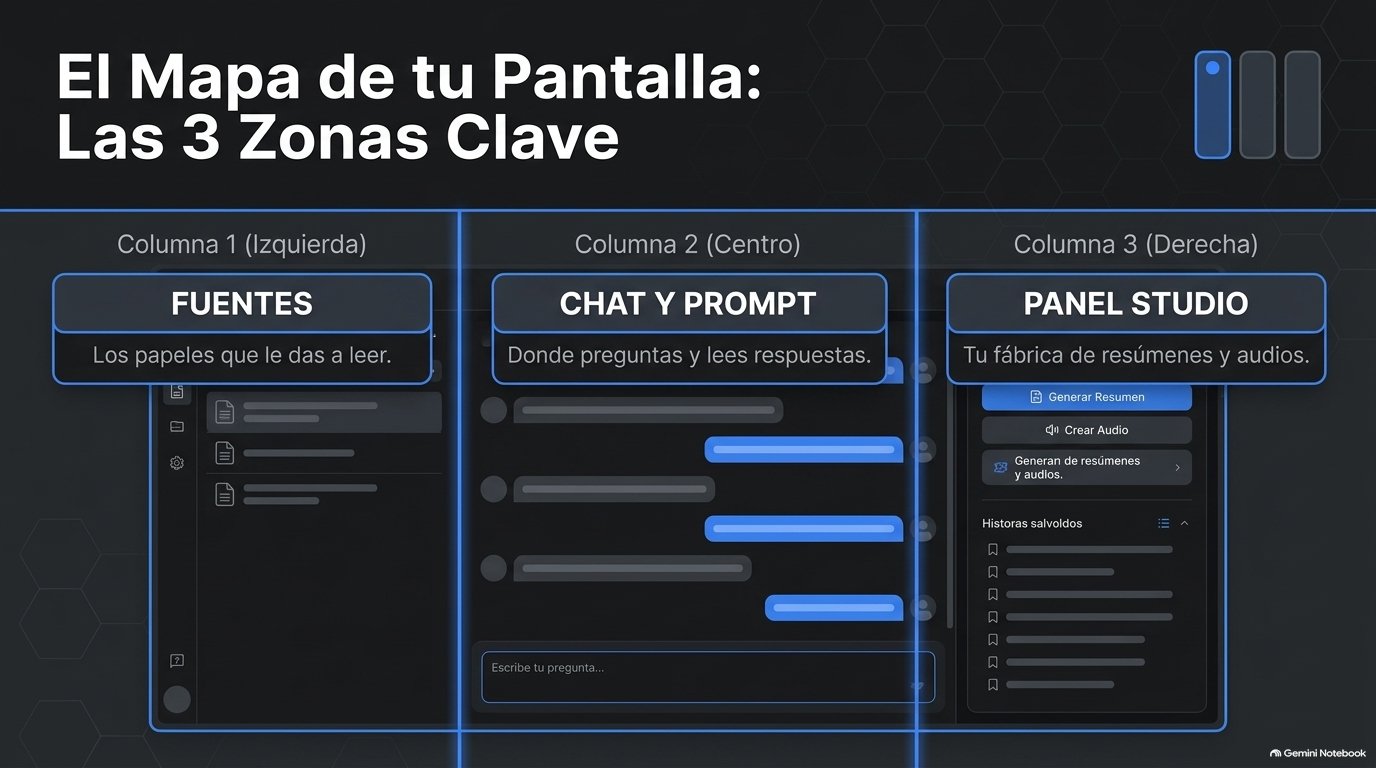 El Mapa de tu Pantalla:
Las 3 Zonas Clave
Columna 1 (Izquierda)
FUENTES
Los papeles que le das a leer.
Columna 2 (Centro)
CHAT Y PROMPT
Donde preguntas y lees respuestas.
Escribe tu pregunta...
Columna 3 (Derecha)
PANEL STUDIO
Tu fábrica de resúmenes y audios.
Generar Resumen
Crear Audio
Generan de resúmenes
y audlos.
Historas salvoldos
Gemini Notebook